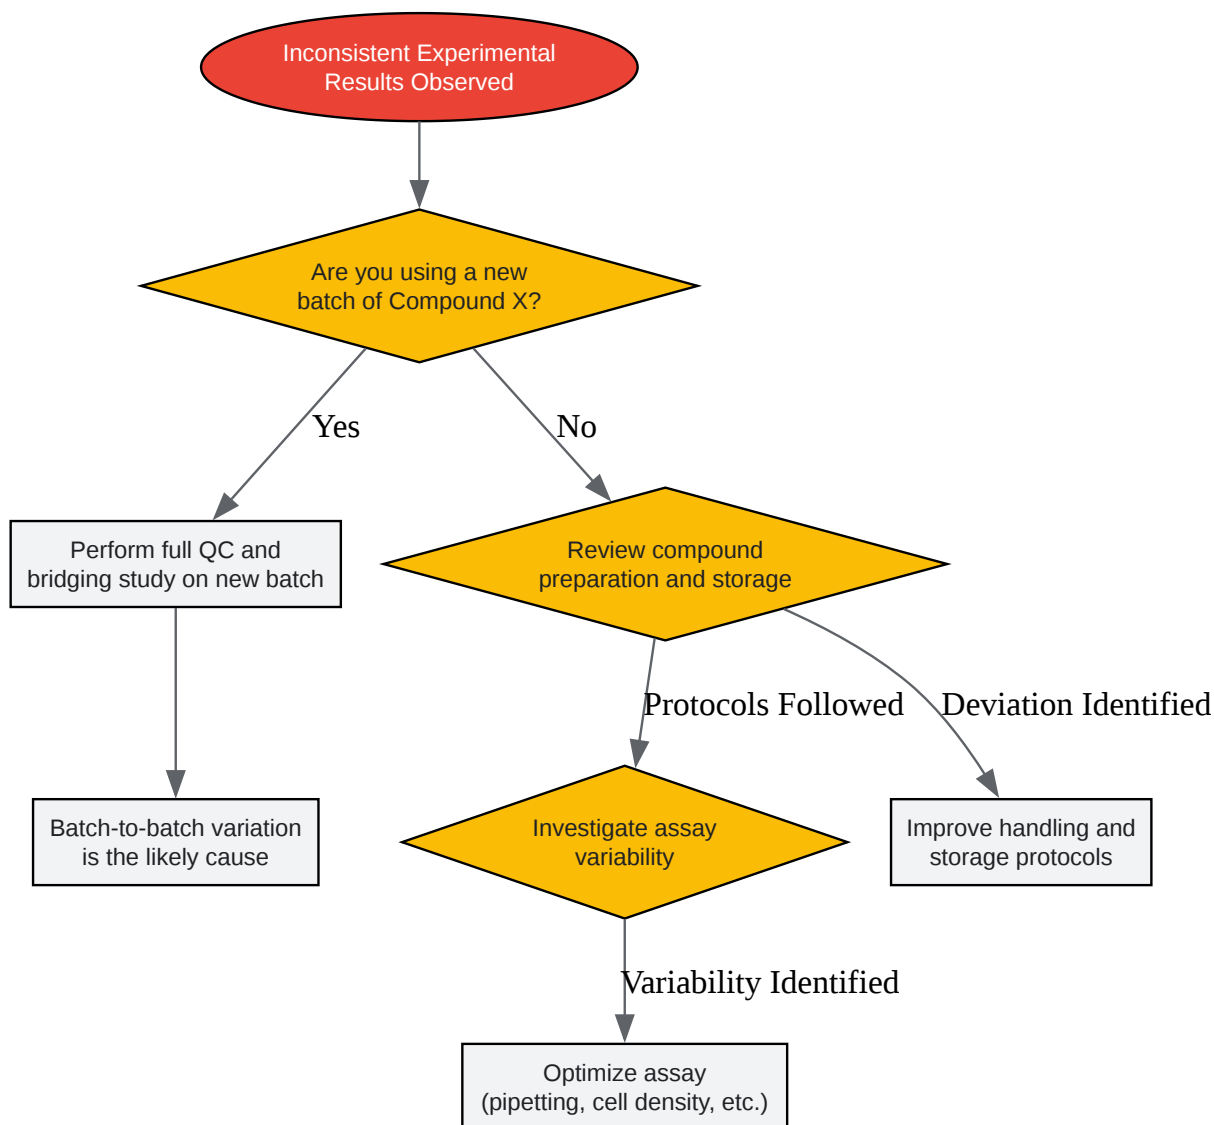 Inconsistent Experimental
Results Observed
Are you using a new
batch of Compound X?
Yes
No
Perform full QC and
bridging study on new batch
Review compound
preparation and storage
Protocols Followed
Deviation Identified
Batch-to-batch variation
is the likely cause
Investigate assay
variability
Improve handling and
storage protocols
Variability Identified
Optimize assay
(pipetting, cell density, etc.)